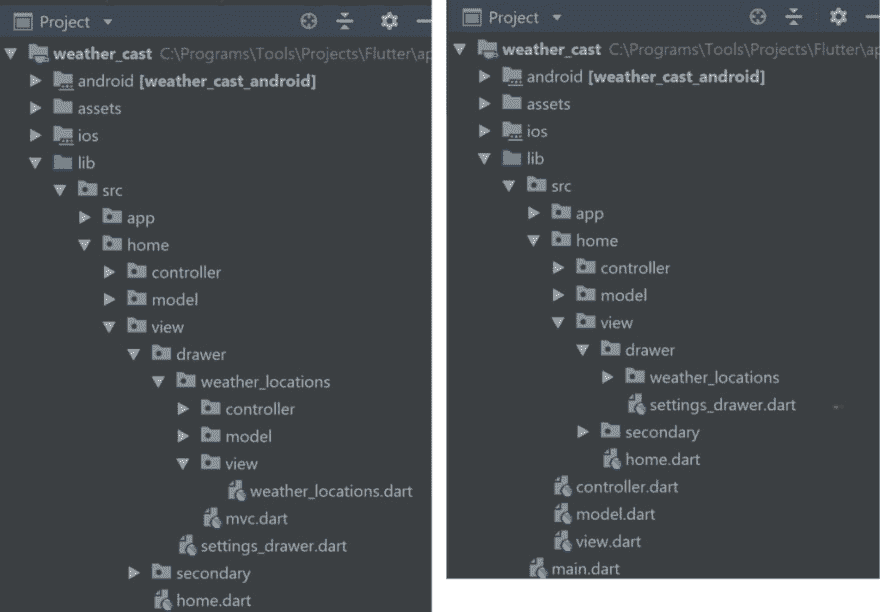 Project
weather_cast C:\Programs\Tools\Projects\Flutter\ap
android [weather_cast_android]
assets
ios
lib
src
app
home
controller
model
view
drawer
weather_locations
controller
model
view
weather_locations.dart
mvc.dart
settings_drawer.dart
secondary
home.dart
Project
weather_cast C:\Programs\Tools\Projects\Flutter\ap
android [weather_cast_android]
assets
ios
lib
src
app
home
controller
model
view
drawer
weather_locations
settings_drawer.dart
secondary
home.dart
controller.dart
model.dart
view.dart
main.dart